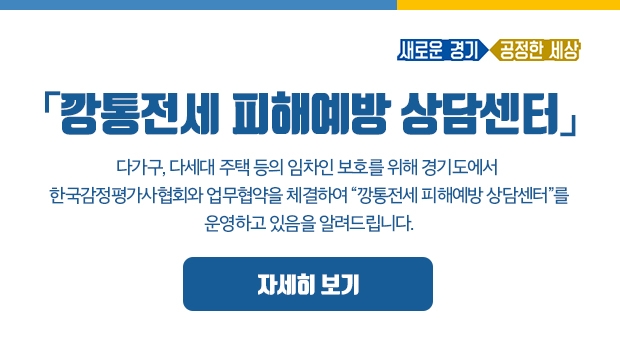 새로운 경기 공정한 세상
「깡통전세 피해예방 상담센터」
다가구, 다세대 주택 등의 임차인 보호를 위해 경기도에서
한국감정평가사협회와 업무협약을 체결하여 “깡통전세 피해예방 상담센터”를
운영하고 있음을 알려드립니다.
자세히 보기